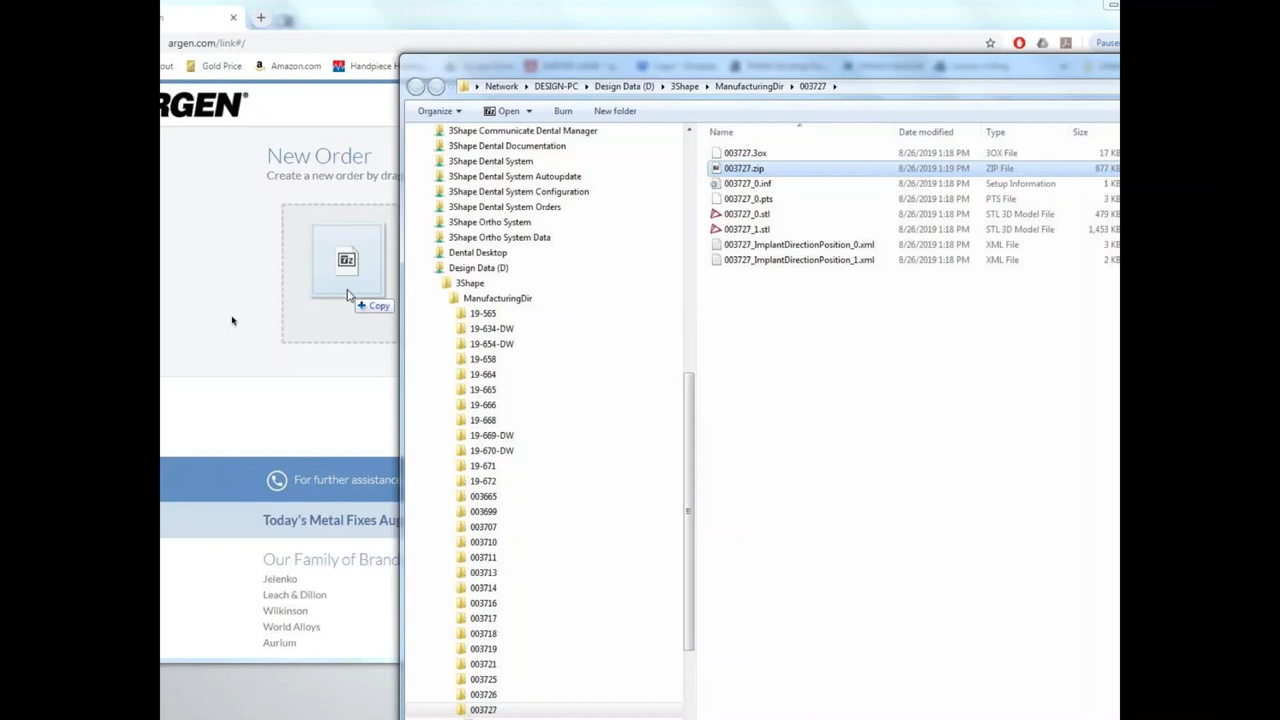 argen.com/link#/
Paused
out Gold Price Amazon.com Handpiece H
RGEN®
New Order
Create a new order by drag
Copy
For further assistance
Today's Metal Fixes Aug
Our Family of Brand
Jelenko
Leach & Dillon
Wilkinson
World Alloys
Aurium
Network DESIGN-PC Design Data (D) 3Shape ManufacturingDir 003727
Organize Open Burn New folder
3Shape Communicate Dental Manager
3Shape Dental Documentation
3Shape Dental System
3Shape Dental System Autoupdate
3Shape Dental System Configuration
3Shape Dental System Orders
3Shape Ortho System
3Shape Ortho System Data
Dental Desktop
Design Data (D)
3Shape
ManufacturingDir
19-565
19-634-DW
19-654-DW
19-658
19-664
19-665
19-666
19-668
19-669-DW
19-670-DW
19-671
19-672
003665
003699
003707
003710
003711
003713
003714
003716
003717
003718
003719
003721
003725
003726
003727
Name Date modified Type Size
003727.3ox 8/26/2019 1:18 PM 3OX File 17 KB
003727.zip 8/26/2019 1:19 PM ZIP File 877 KB
003727_0.inf 8/26/2019 1:18 PM Setup Information 1 KB
003727_0.pts 8/26/2019 1:18 PM PTS File 3 KB
003727_0.stl 8/26/2019 1:18 PM STL 3D Model File 479 KB
003727_1.stl 8/26/2019 1:18 PM STL 3D Model File 1,453 KB
003727_ImplantDirectionPosition_0.xml 8/26/2019 1:18 PM XML File 3 KB
003727_ImplantDirectionPosition_1.xml 8/26/2019 1:18 PM XML File 2 KB